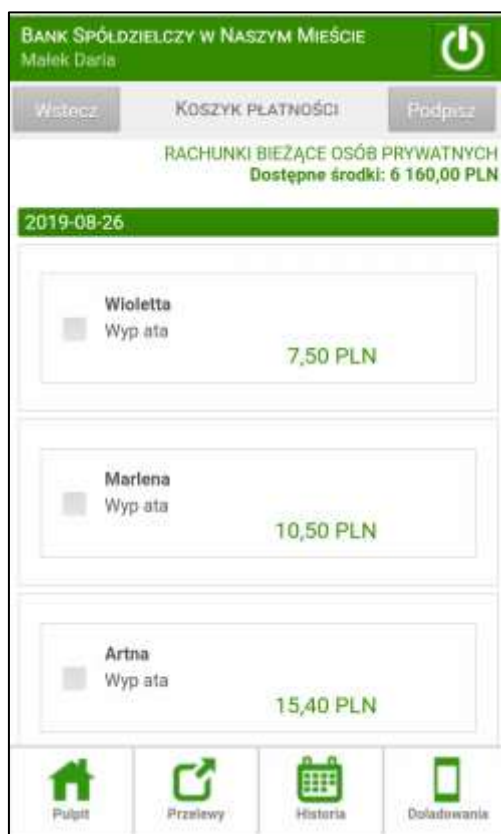 BANK SPÓŁDZIELCZY W NASZYM MIEŚCIE
Małek Daria
Wstecz KOSZYK PŁATNOŚCI Podpisz
RACHUNKI BIEŻĄCE OSÓB PRYWATNYCH
Dostępne środki: 6 160,00 PLN
2019-08-26
Wioletta
Wyp ata
7,50 PLN
Marlena
Wyp ata
10,50 PLN
Artna
Wyp ata
15,40 PLN
Pulpit Przelewy Historia Doładowania